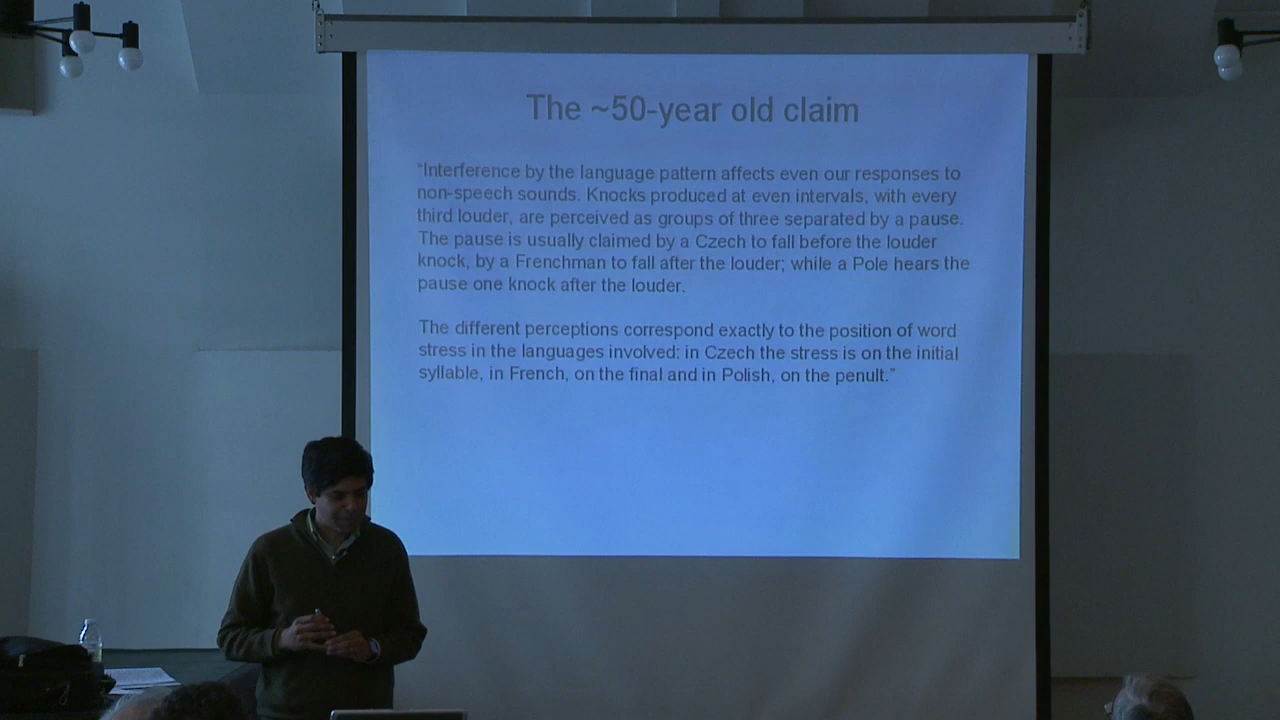 The ~50-year old claim
“Interference by the language pattern affects even our responses to
non-speech sounds. Knocks produced at even intervals, with every
third louder, are perceived as groups of three separated by a pause.
The pause is usually claimed by a Czech to fall before the louder
knock, by a Frenchman to fall after the louder; while a Pole hears the
pause one knock after the louder.
The different perceptions correspond exactly to the position of word
stress in the languages involved: in Czech the stress is on the initial
syllable, in French, on the final and in Polish, on the penult.”